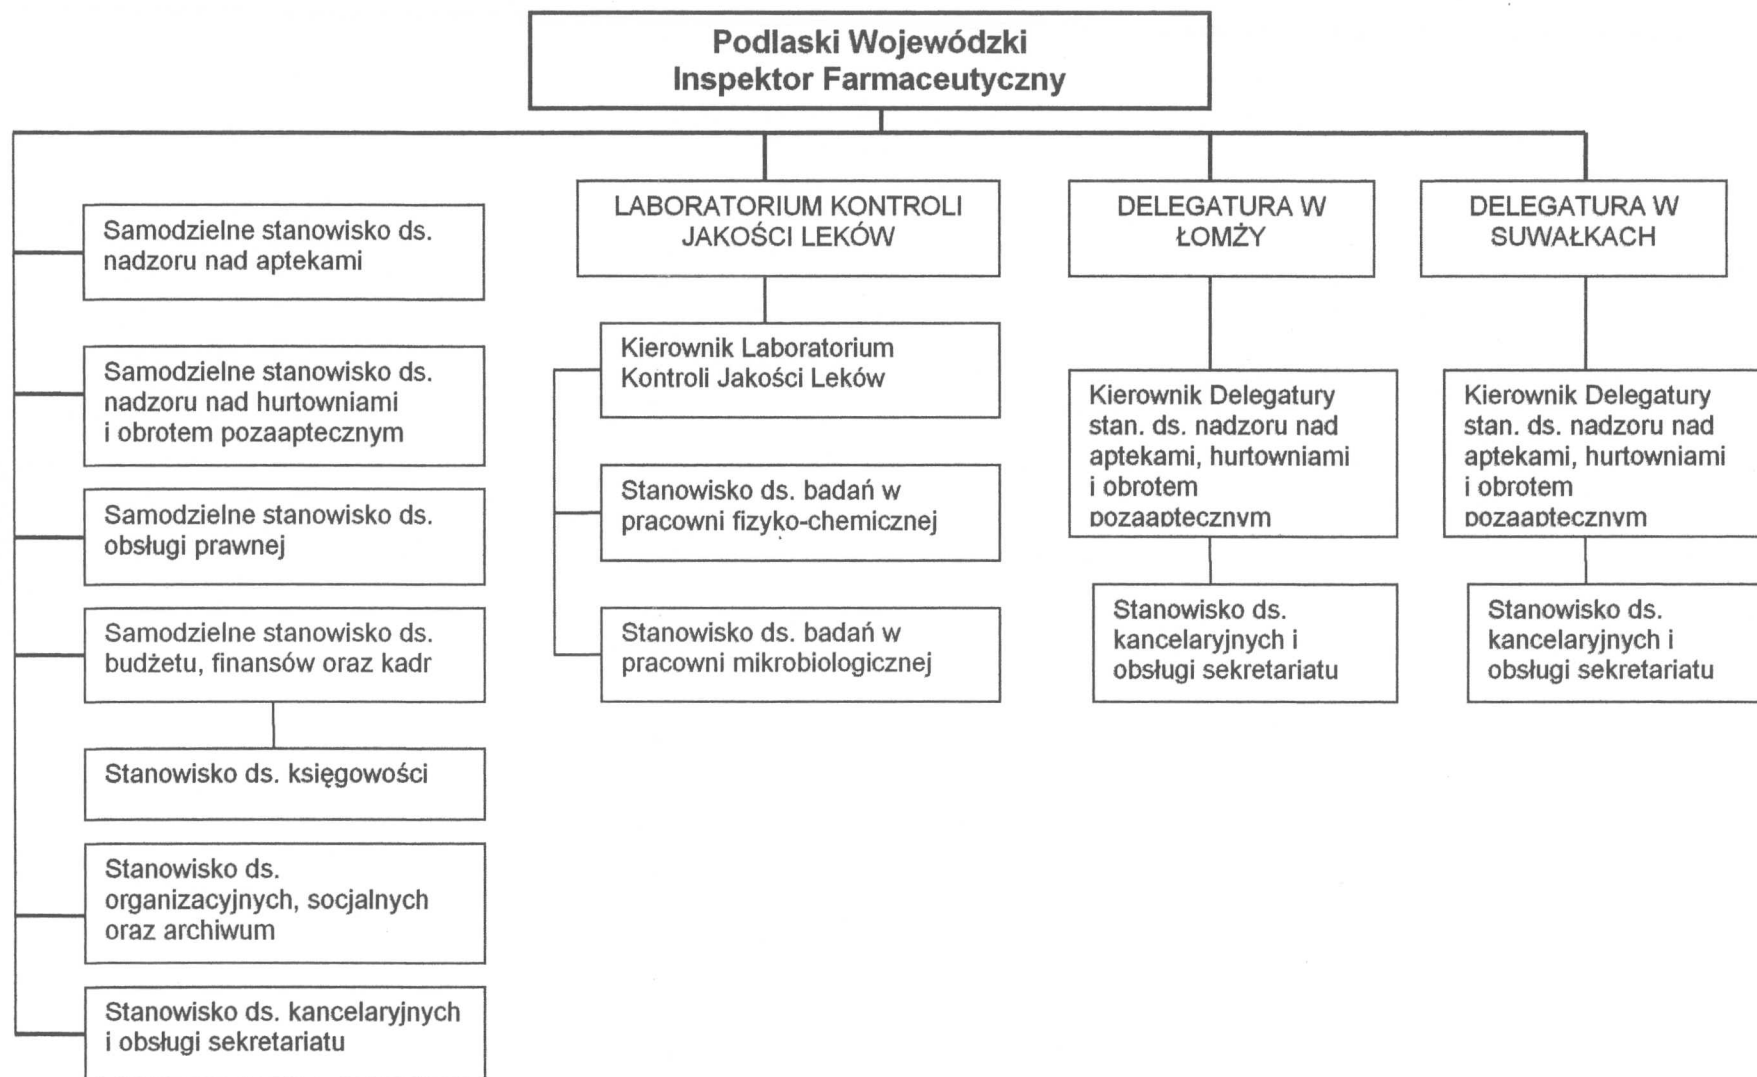 Podlaski Wojewódzki
Inspektor Farmaceutyczny
Samodzielne stanowisko ds.
nadzoru nad aptekami
Samodzielne stanowisko ds.
nadzoru nad hurtowniami
i obrotem pozaaptecznym
Samodzielne stanowisko ds.
obsługi prawnej
Samodzielne stanowisko ds.
budżetu, finansów oraz kadr
Stanowisko ds. księgowości
Stanowisko ds.
organizacyjnych, socjalnych
oraz archiwum
Stanowisko ds. kancelaryjnych
i obsługi sekretariatu
LABORATORIUM KONTROLI
JAKOŚCI LEKÓW
Kierownik Laboratorium
Kontroli Jakości Leków
Stanowisko ds. badań w
pracowni fizyko-chemicznej
Stanowisko ds. badań w
pracowni mikrobiologicznej
DELEGATURA W
ŁOMŻY
Kierownik Delegatury
stan. ds. nadzoru nad
aptekami, hurtowniami
i obrotem
pozaaptecznym
Stanowisko ds.
kancelaryjnych i
obsługi sekretariatu
DELEGATURA W
SUWAŁKACH
Kierownik Delegatury
stan. ds. nadzoru nad
aptekami, hurtowniami
i obrotem
pozaaptecznym
Stanowisko ds.
kancelaryjnych i
obsługi sekretariatu